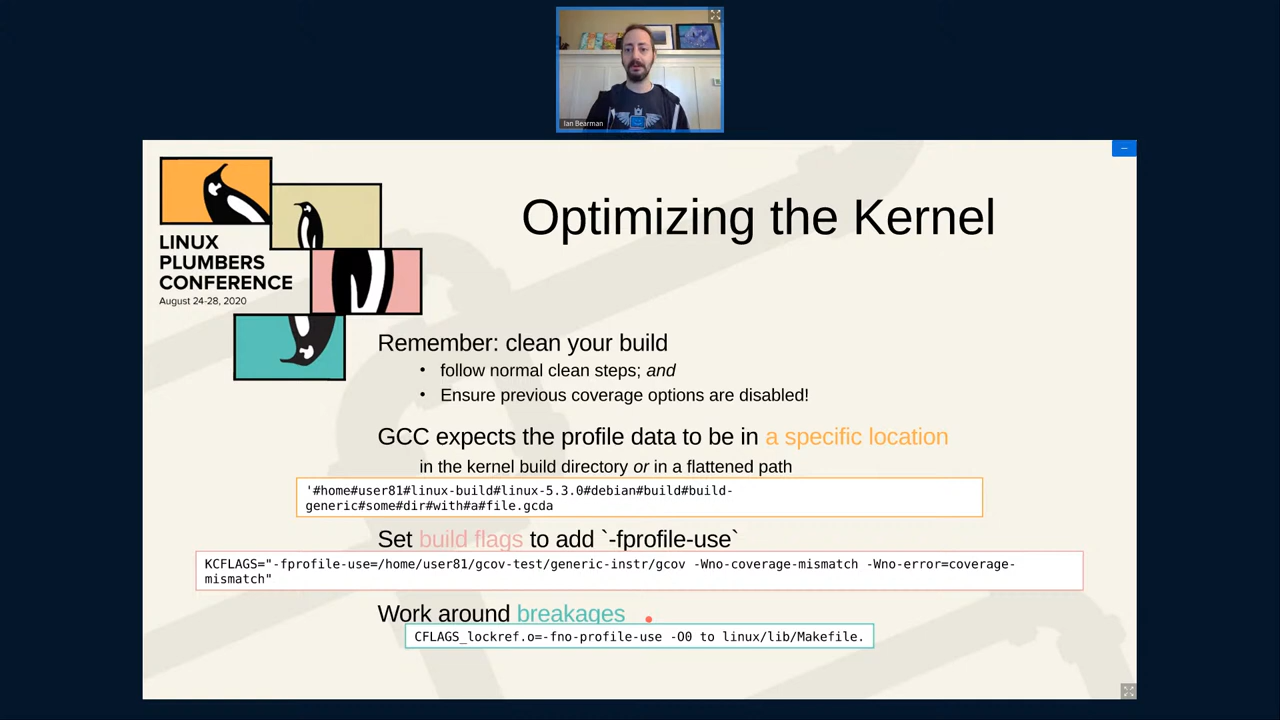 Ian Bearman
LINUX
PLUMBERS
CONFERENCE
August 24-28, 2020
Optimizing the Kernel
Remember: clean your build
• follow normal clean steps; and
• Ensure previous coverage options are disabled!
GCC expects the profile data to be in a specific location
in the kernel build directory or in a flattened path
'#home#user81#linux-build#linux-5.3.0#debian#build#build-
generic#some#dir#with#a#file.gcda
Set build flags to add `-fprofile-use`
KCFLAGS="-fprofile-use=/home/user81/gcov-test/generic-instr/gcov -Wno-coverage-mismatch -Wno-error=coverage-
mismatch"
Work around breakages
CFLAGS_lockref.o=-fno-profile-use -O0 to linux/lib/Makefile.